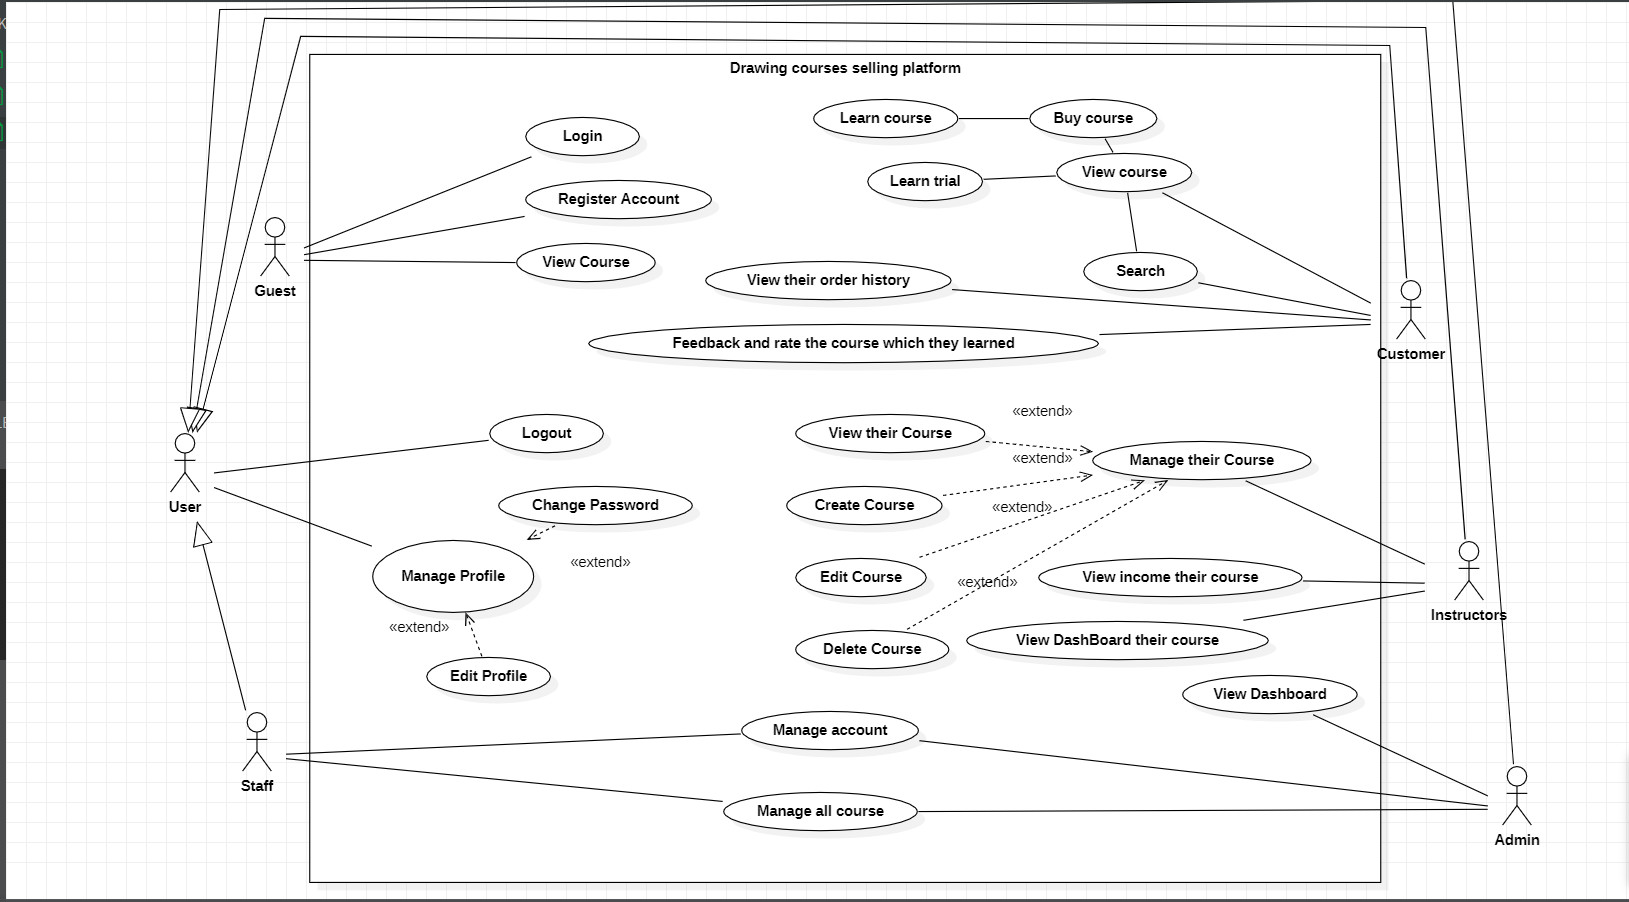 Drawing courses selling platform
Learn course
Buy course
Login
View course
Learn trial
Register Account
Guest
View Course
Search
View their order history
Customer
Feedback and rate the course which they learned
«extend»
Logout
View their Course
«extend»
Manage their Course
User
Change Password
Create Course
«extend»
«extend»
Manage Profile
Edit Course
«extend»
View income their course
Instructors
«extend»
View DashBoard their course
Delete Course
Edit Profile
View Dashboard
Manage account
Staff
Manage all course
Admin